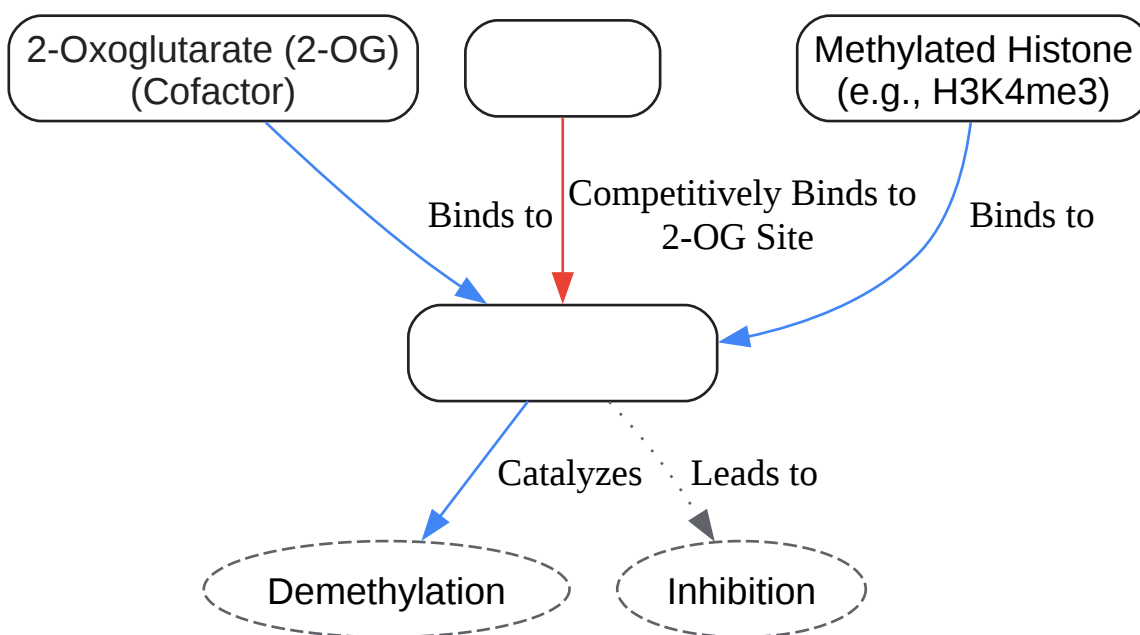 2-Oxoglutarate (2-OG)
(Cofactor)
Methylated Histone
(e.g., H3K4me3)
Binds to
Competitively Binds to
2-OG Site
Binds to
Catalyzes
Leads to
Demethylation
Inhibition